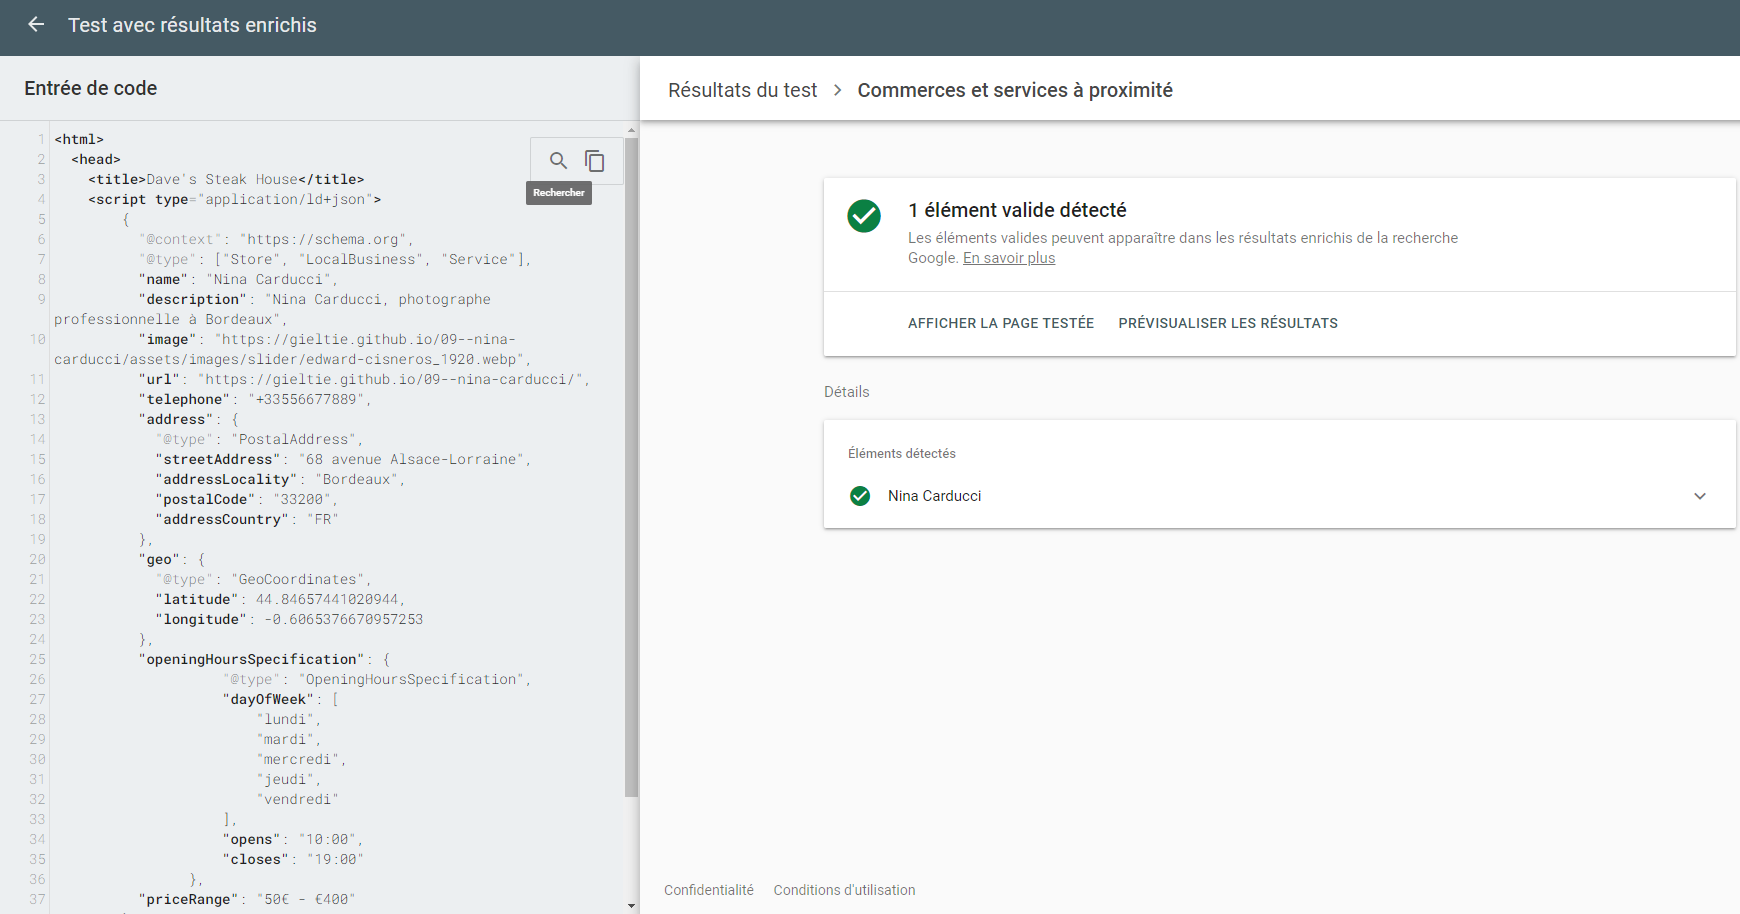 Test avec résultats enrichis
Entrée de code
1 <html>
2 <head>
3 <title>Dave's Steak House</title>
4 <script type="application/ld+json">
5 {
6 "@context": "https://schema.org",
7 "@type": ["Store", "LocalBusiness", "Service"],
8 "name": "Nina Carducci",
9 "description": "Nina Carducci, photographe
professionnelle à Bordeaux",
10 "image": "https://gieltie.github.io/09--nina-
carducci/assets/images/slider/edward-cisneros_1920.webp",
11 "url": "https://gieltie.github.io/09--nina-carducci/",
12 "telephone": "+33556677889",
13 "address": {
14 "@type": "PostalAddress",
15 "streetAddress": "68 avenue Alsace-Lorraine",
16 "addressLocality": "Bordeaux",
17 "postalCode": "33200",
18 "addressCountry": "FR"
19 },
20 "geo": {
21 "@type": "GeoCoordinates",
22 "latitude": 44.84657441020944,
23 "longitude": -0.6065376670957253
24 },
25 "openingHoursSpecification": {
26 "@type": "OpeningHoursSpecification",
27 "dayOfWeek": [
28 "lundi",
29 "mardi",
30 "mercredi",
31 "jeudi",
32 "vendredi"
33 ],
34 "opens": "10:00",
35 "closes": "19:00"
36 },
37 "priceRange": "50€ - €400"
Rechercher
Résultats du test > Commerces et services à proximité
1 élément valide détecté
Les éléments valides peuvent apparaître dans les résultats enrichis de la recherche
Google. En savoir plus
AFFICHER LA PAGE TESTÉE PRÉVISUALISER LES RÉSULTATS
Détails
Éléments détectés
Nina Carducci
Confidentialité Conditions d'utilisation